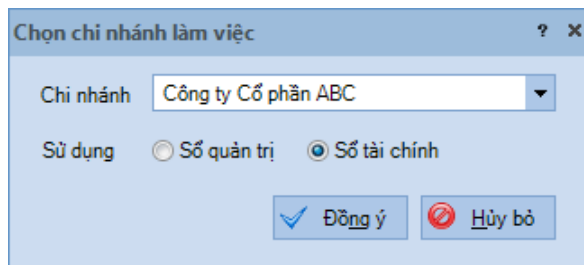 Chọn chi nhánh làm việc ?
Chi nhánh Công ty Cổ phần ABC
Sử dụng Sổ quản trị Sổ tài chính
Đồng ý Hủy bỏ